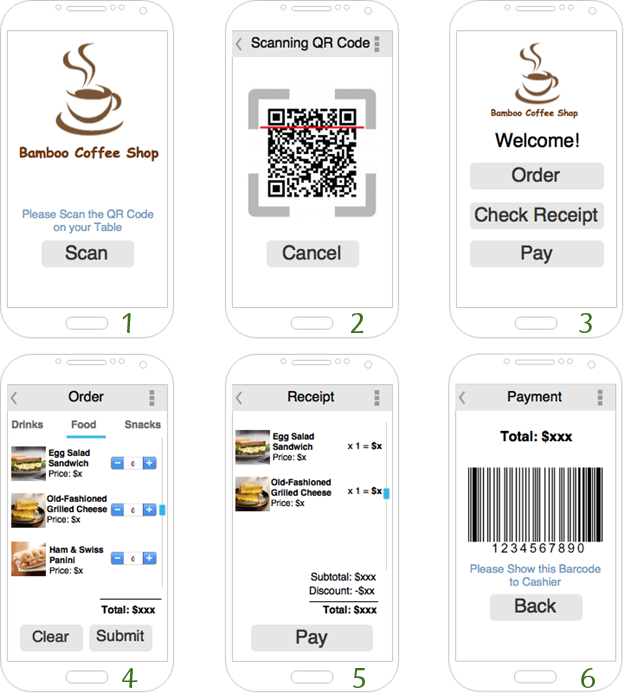 Bamboo Coffee Shop
Please Scan the QR Code
on your Table
Scan
1
Scanning QR Code
Cancel
2
Bamboo Coffee Shop
Welcome!
Order
Check Receipt
Pay
3
Order
Drinks Food Snacks
Egg Salad
Sandwich
Price: $x
0
Old-Fashioned
Grilled Cheese
Price: $x
0
Ham & Swiss
Panini
Price: $x
0
Total: $xxx
Clear Submit
4
Receipt
Egg Salad
Sandwich
Price: $x
x 1 = $x
Old-Fashioned
Grilled Cheese
Price: $x
x 1 = $x
Subtotal: $xxx
Discount: -$xx
Total: $xxx
Pay
5
Payment
Total: $xxx
1234567890
Please Show this Barcode
to Cashier
Back
6